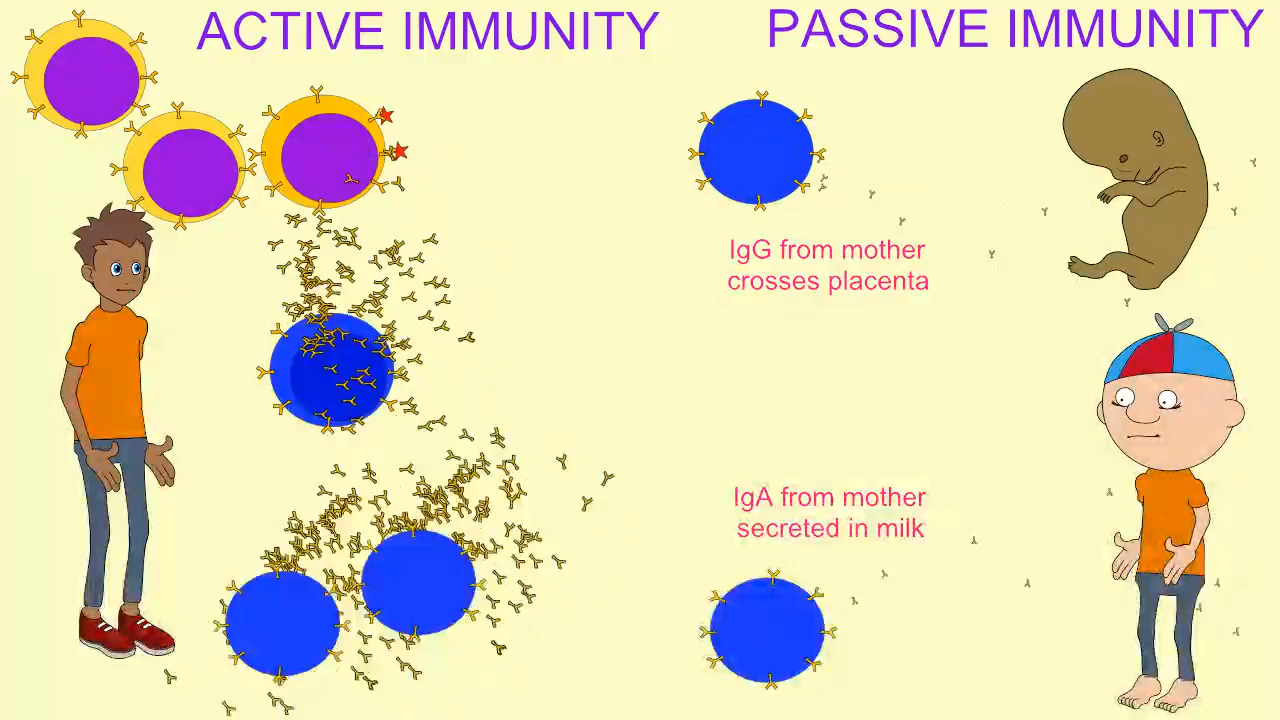 ACTIVE IMMUNITY
PASSIVE IMMUNITY
IgG from mother
crosses placenta
IgA from mother
secreted in milk